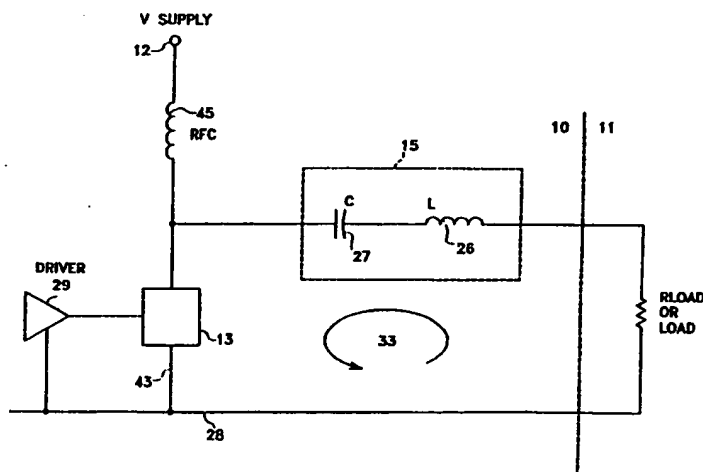 V SUPPLY
12
45
RFC
10 11
15
C
L
27
26
DRIVER
29
RLOAD
OR
LOAD
13
33
43
28